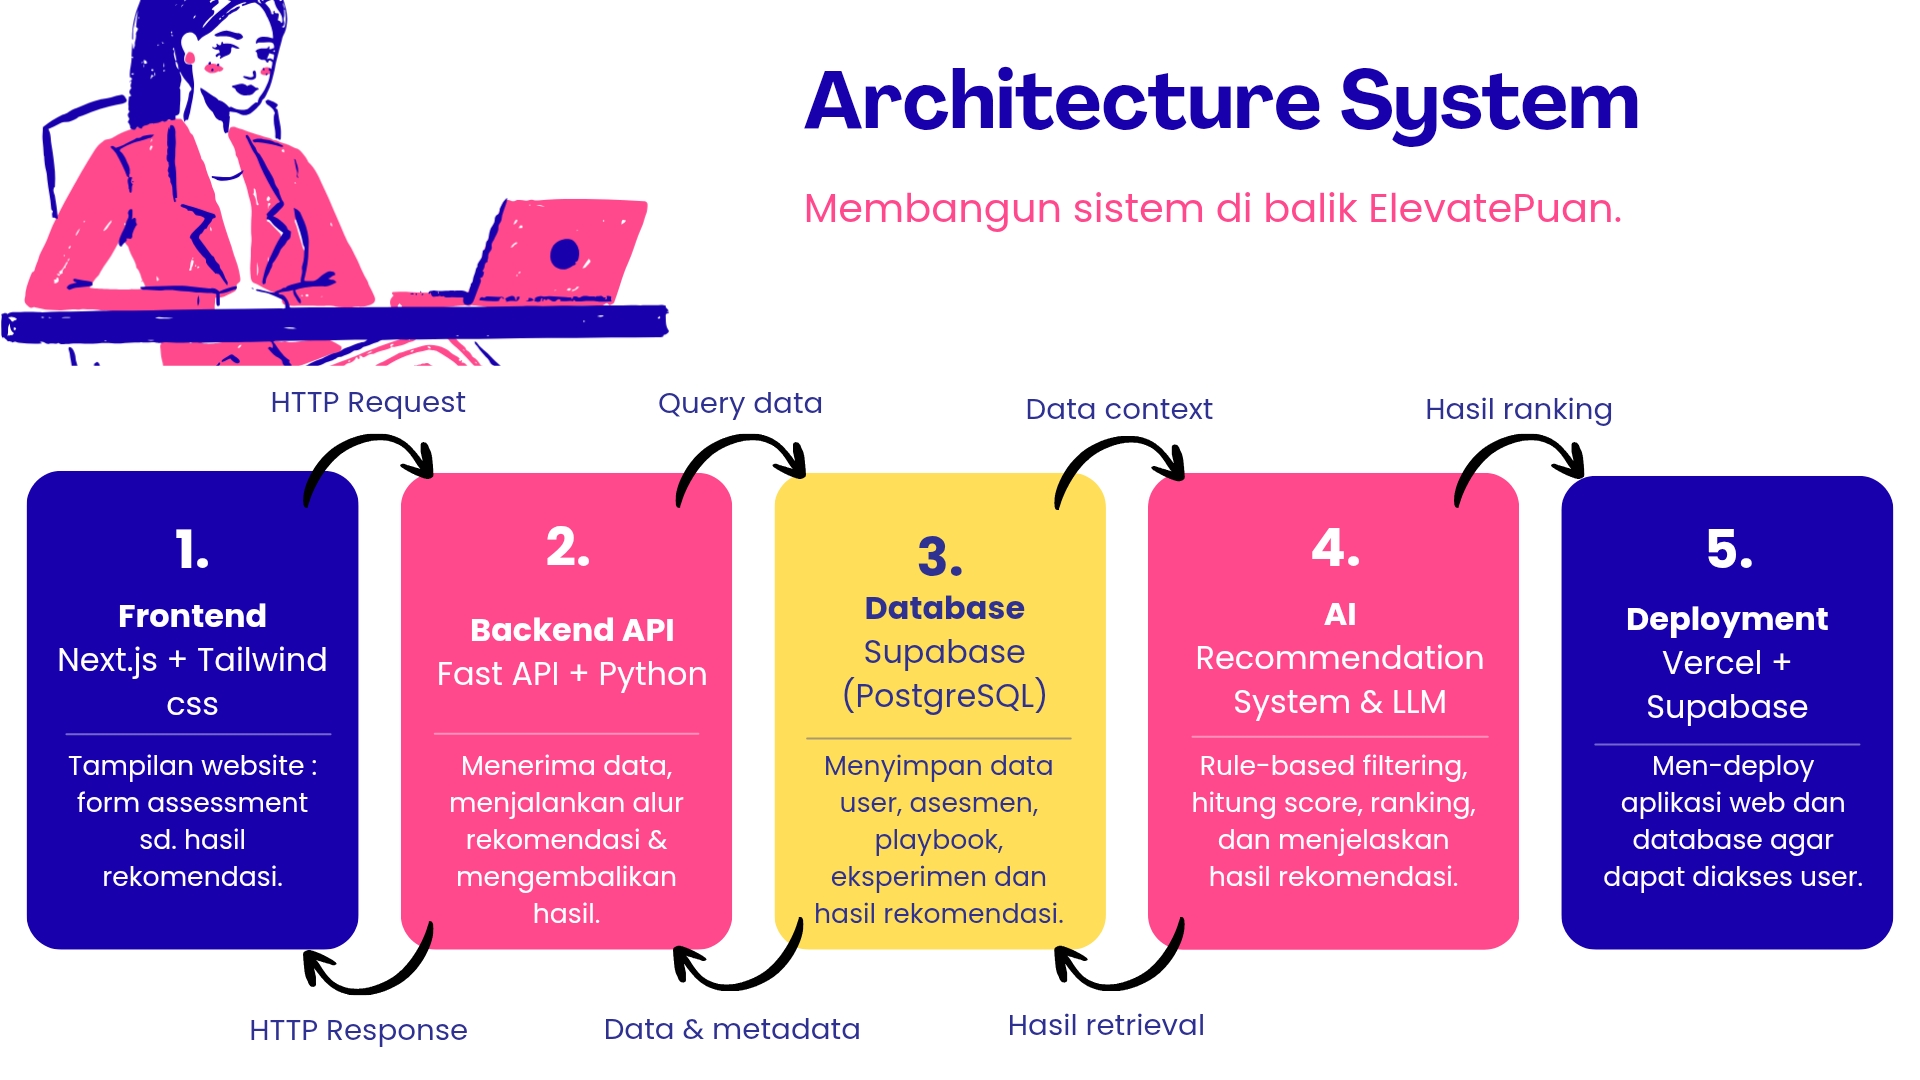 Architecture System
Membangun sistem di balik ElevatePuan.
HTTP Request
Query data
Data context
Hasil ranking
1.
Frontend
Next.js + Tailwind
css
Tampilan website :
form assessment
sd. hasil
rekomendasi.
2.
Backend API
Fast API + Python
Menerima data,
menjalankan alur
rekomendasi &
mengembalikan
hasil.
3.
Database
Supabase
(PostgreSQL)
Menyimpan data
user, asesmen,
playbook,
eksperimen dan
hasil rekomendasi.
4.
AI
Recommendation
System & LLM
Rule-based filtering,
hitung score, ranking,
dan menjelaskan
hasil rekomendasi.
5.
Deployment
Vercel +
Supabase
Men-deploy
aplikasi web dan
database agar
dapat diakses user.
HTTP Response
Data & metadata
Hasil retrieval